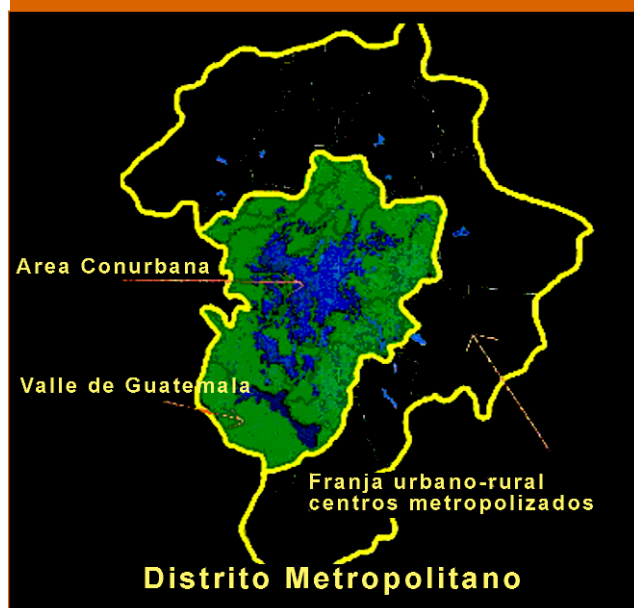 Area Conurbana
Valle de Guatemala
Franja urbano-rural
centros metropolizados
Distrito Metropolitano